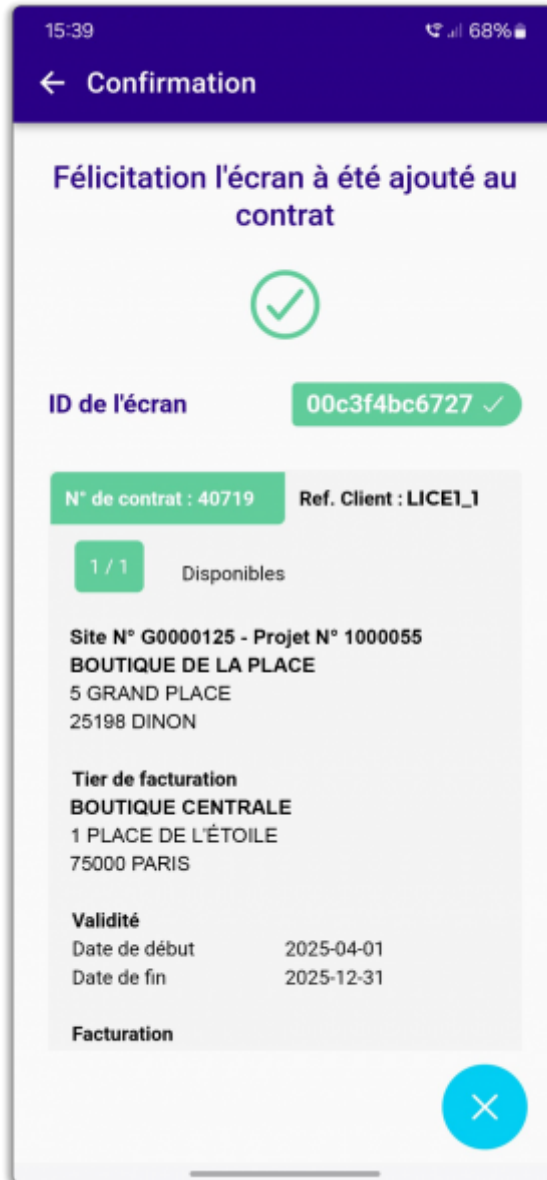 15:39
68%
Confirmation
Félicitation l'écran à été ajouté au
contrat
ID de l'écran
00c3f4bc6727
N° de contrat : 40719
Ref. Client : LICE1_1
1 / 1
Disponibles
Site N° G0000125 - Projet N° 1000055
BOUTIQUE DE LA PLACE
5 GRAND PLACE
25198 DINON
Tier de facturation
BOUTIQUE CENTRALE
1 PLACE DE L'ÉTOILE
75000 PARIS
Validité
Date de début 2025-04-01
Date de fin 2025-12-31
Facturation